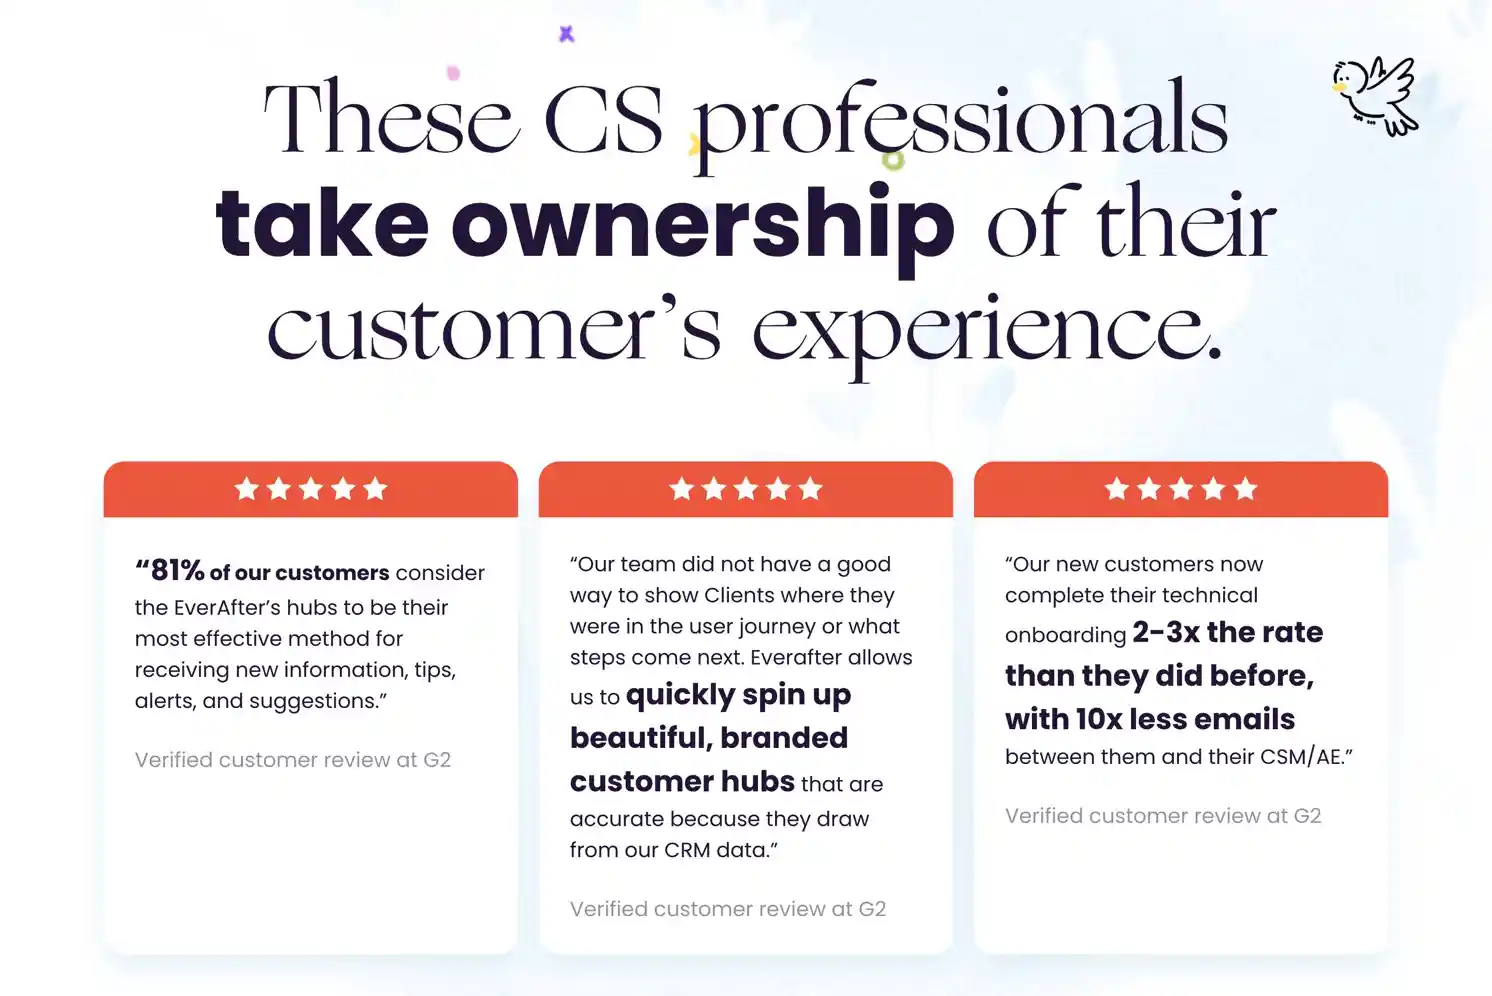 These CS professionals
take ownership of their
customer’s experience.
“81% of our customers consider
the EverAfter’s hubs to be their
most effective method for
receiving new information, tips,
alerts, and suggestions.”
Verified customer review at G2
“Our team did not have a good
way to show Clients where they
were in the user journey or what
steps come next. Everafter allows
us to quickly spin up
beautiful, branded
customer hubs that are
accurate because they draw
from our CRM data.”
Verified customer review at G2
“Our new customers now
complete their technical
onboarding 2-3x the rate
than they did before,
with 10x less emails
between them and their CSM/AE.”
Verified customer review at G2